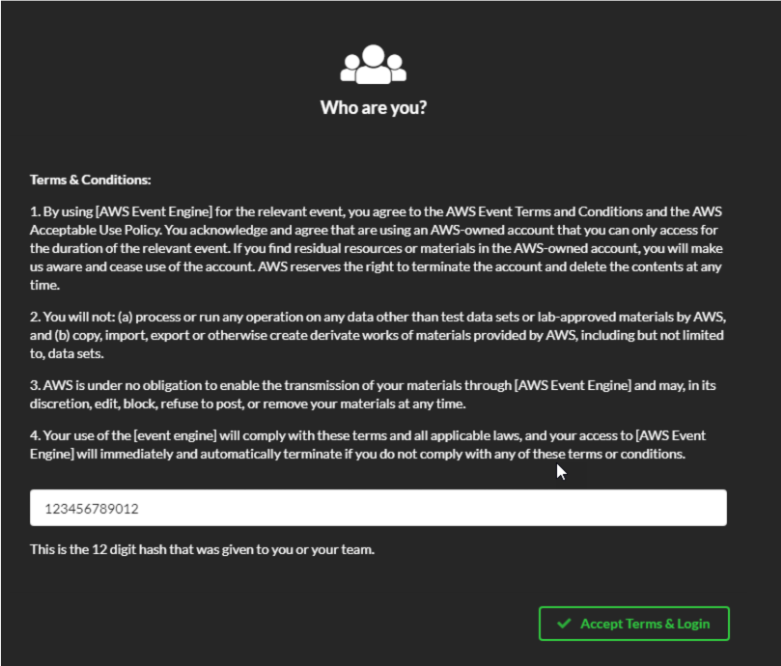 Who are you?
Terms & Conditions:
1. By using [AWS Event Engine] for the relevant event, you agree to the AWS Event Terms and Conditions and the AWS
Acceptable Use Policy. You acknowledge and agree that are using an AWS-owned account that you can only access for
the duration of the relevant event. If you find residual resources or materials in the AWS-owned account, you will make
us aware and cease use of the account. AWS reserves the right to terminate the account and delete the contents at any
time.
2. You will not: (a) process or run any operation on any data other than test data sets or lab-approved materials by AWS,
and (b) copy, import, export or otherwise create derivate works of materials provided by AWS, including but not limited
to, data sets.
3. AWS is under no obligation to enable the transmission of your materials through [AWS Event Engine] and may, in its
discretion, edit, block, refuse to post, or remove your materials at any time.
4. Your use of the [event engine] will comply with these terms and all applicable laws, and your access to [AWS Event
Engine] will immediately and automatically terminate if you do not comply with any of these terms or conditions.
123456789012
This is the 12 digit hash that was given to you or your team.
Accept Terms & Login